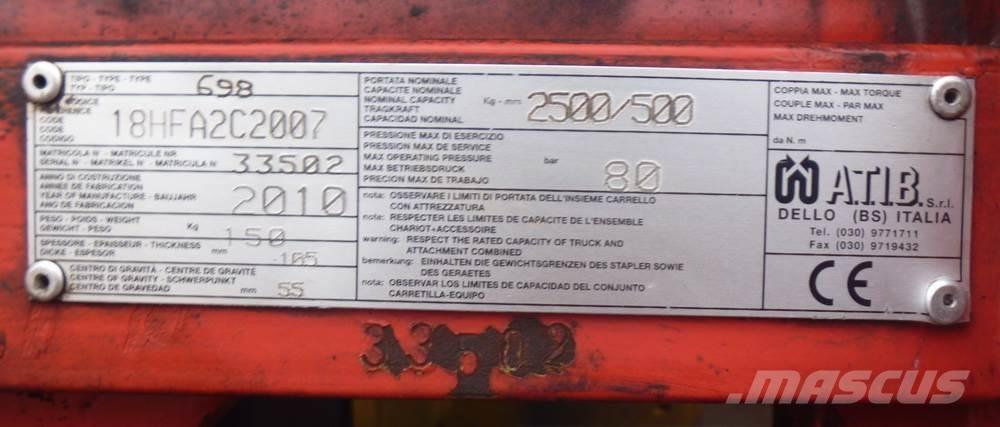 TIPO - TYPE - TYPE
TYP - TIPO
698
CODICE
REFERENCE
CODE
CODE
CODIGO
18HFA2C2007
MATRICOLA N° - MATRICULE NR
SERIAL N° - MATRIKEL N° - MATRICULA N°
33502
ANNO DI COSTRUZIONE
ANNEE DE FABRICATION
YEAR OF MANUFACTURE - BAUJAHR
ANO DE FABRICACION
2010
PESO - POIDS - WEIGHT
GEWICHT - PESO
Kg
150
SPESSORE - EPAISSEUR - THICKNESS
DICKE - ESPESOR
mm
105
CENTRO DI GRAVITÀ - CENTRE DE GRAVITÉ
CENTRE OF GRAVITY - SCHWERPUNKT
CENTRO DE GRAVEDAD
mm
55
PORTATA NOMINALE
CAPACITE NOMINALE
NOMINAL CAPACITY
TRAGKRAFT
CAPACIDAD NOMINAL
Kg - mm
2500/500
PRESSIONE MAX DI ESERCIZIO
PRESSION MAX DE SERVICE
MAX OPERATING PRESSURE
MAX BETRIEBSDRUCK
PRECION MAX DE TRABAJO
bar
80
nota: OSSERVARE I LIMITI DI PORTATA DELL'INSIEME CARRELLO
CON ATTREZZATURA
nota: RESPECTER LES LIMITES DE CAPACITE DE L'ENSEMBLE
CHARIOT-ACCESSOIRE
warning: RESPECT THE RATED CAPACITY OF TRUCK AND
ATTACHMENT COMBINED
bemerkung: EINHALTEN DIE GEWICHTSGRENZEN DES STAPLER SOWIE
DES GERAETES
nota: OBSERVAR LOS LIMITES DE CAPACIDAD DEL CONJUNTO
CARRETILLA-EQUIPO
COPPIA MAX - MAX TORQUE
COUPLE MAX - PAR MAX
MAX DREHMOMENT
da N. m
ATIB. S.r.l.
DELLO (BS) ITALIA
Tel. (030) 9771711
Fax (030) 9719432
CE
33502
MASCUS